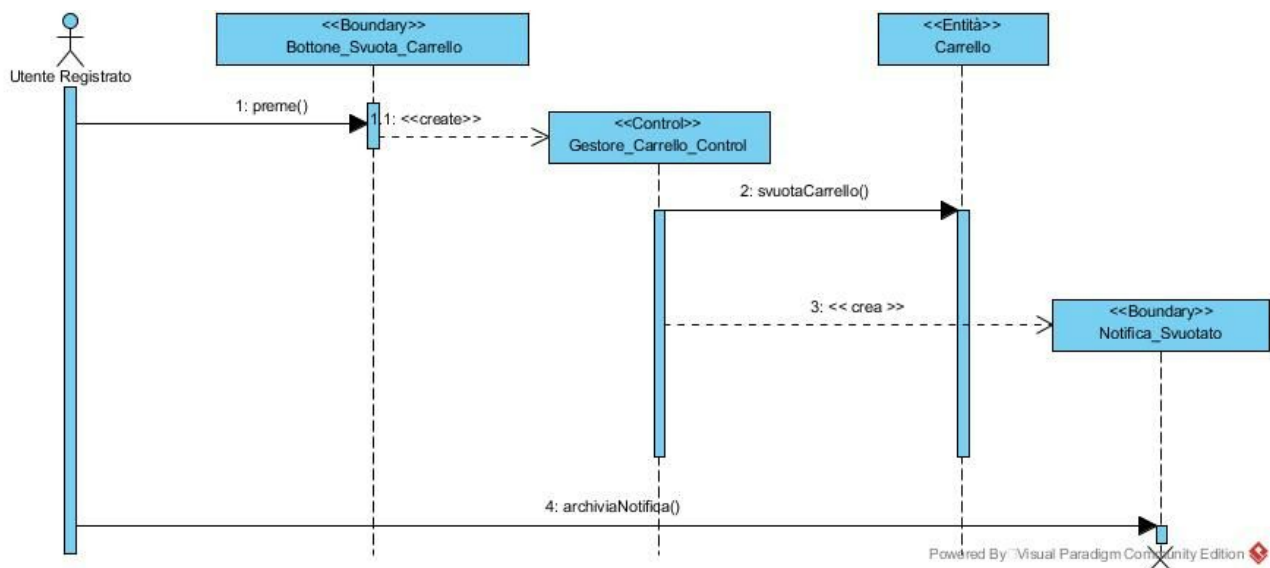 <<Boundary>>
Bottone_Svuota_Carrello
<<Entità>>
Carrello
Utente Registrato
1: preme()
1.1: <<create>>
<<Control>>
Gestore_Carrello_Control
2: svuotaCarrello()
3: << crea >>
<<Boundary>>
Notifica_Svuotato
4: archiviaNotifica()
Powered By Visual Paradigm Community Edition